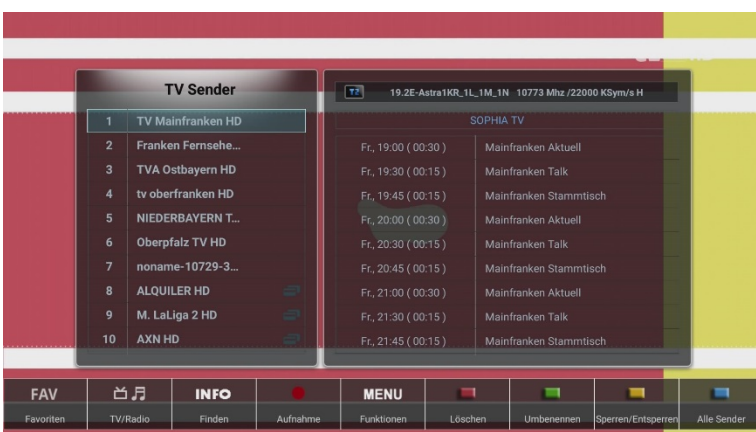 TV Sender
1 TV Mainfranken HD
2 Franken Fernsehe...
3 TVA Ostbayern HD
4 tv oberfranken HD
5 NIEDERBAYERN T...
6 Oberpfalz TV HD
7 noname-10729-3...
8 ALQUILER HD
9 M. LaLiga 2 HD
10 AXN HD
T2 19.2E-Astra1KR_1L_1M_1N 10773 Mhz /22000 KSym/s H
SOPHIA TV
Fr., 19:00 ( 00:30 ) Mainfranken Aktuell
Fr., 19:30 ( 00:15 ) Mainfranken Talk
Fr., 19:45 ( 00:15 ) Mainfranken Stammtisch
Fr., 20:00 ( 00:30 ) Mainfranken Aktuell
Fr., 20:30 ( 00:15 ) Mainfranken Talk
Fr., 20:45 ( 00:15 ) Mainfranken Stammtisch
Fr., 21:00 ( 00:30 ) Mainfranken Aktuell
Fr., 21:30 ( 00:15 ) Mainfranken Talk
Fr., 21:45 ( 00:15 ) Mainfranken Stammtisch
FAV INFO MENU
Favoriten TV/Radio Finden Aufnahme Funktionen Löschen Umbenennen Sperren/Entsperren Alle Sender